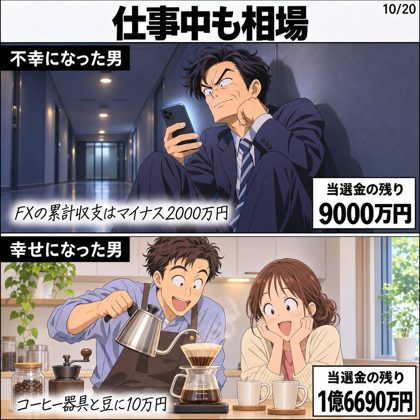 仕事中も相場
10/20
不幸になった男
FXの累計収支はマイナス2000万円
当選金の残り
9000万円
幸せになった男
コーヒー器具と豆に10万円
当選金の残り
1億6690万円